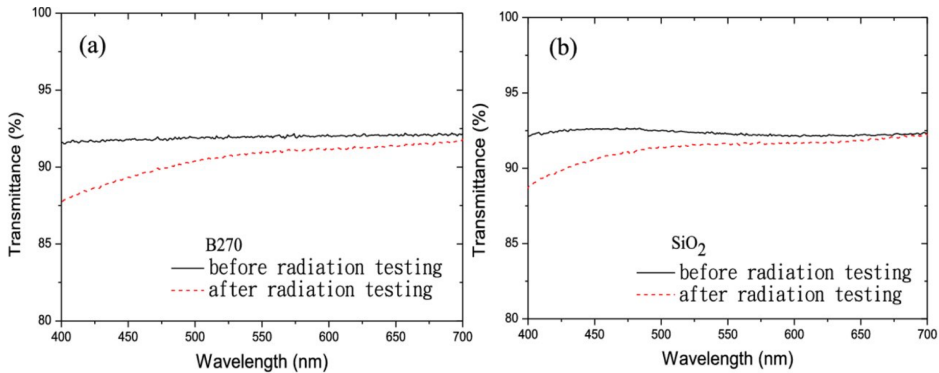 (a)
Transmittance (%)
100
95
90
85
80
B270
before radiation testing
after radiation testing
400 450 500 550 600 650 700
Wavelength (nm)
(b)
Transmittance (%)
100
95
90
85
80
SiO₂
before radiation testing
after radiation testing
400 450 500 550 600 650 700
Wavelength (nm)